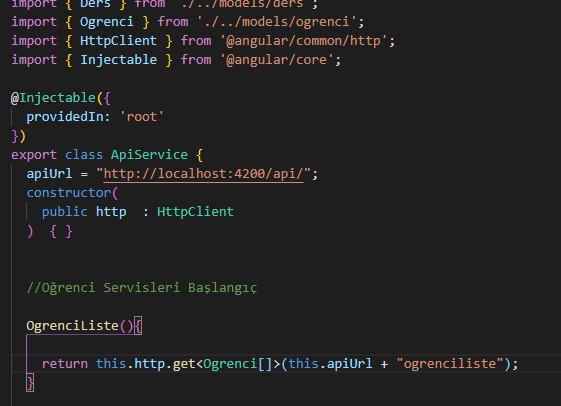 import { Ders } from './../models/ders';
import { Ogrenci } from './../models/ogrenci';
import { HttpClient } from '@angular/common/http';
import { Injectable } from '@angular/core';
@Injectable({
providedIn: 'root'
})
export class ApiService {
apiUrl = "http://localhost:4200/api/";
constructor(
public http : HttpClient
) { }
//Oğrenci Servisleri Başlangıç
OgrenciListe(){
return this.http.get<Ogrenci[]>(this.apiUrl + "ogrenciliste");
}